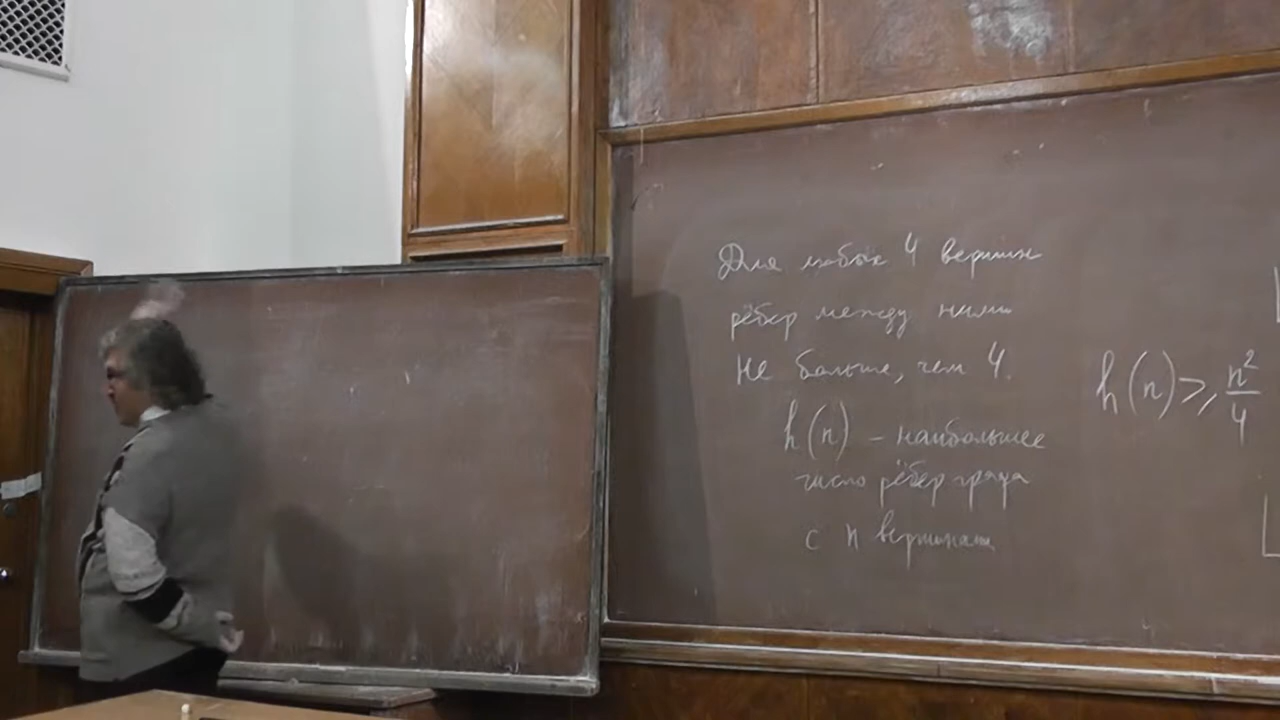 Для любых 4 вершин
рёбер между ними
не больше, чем 4.
h(n) – наибольшее
число рёбер графа
с n вершинами
h(n) ⩾ n²/4